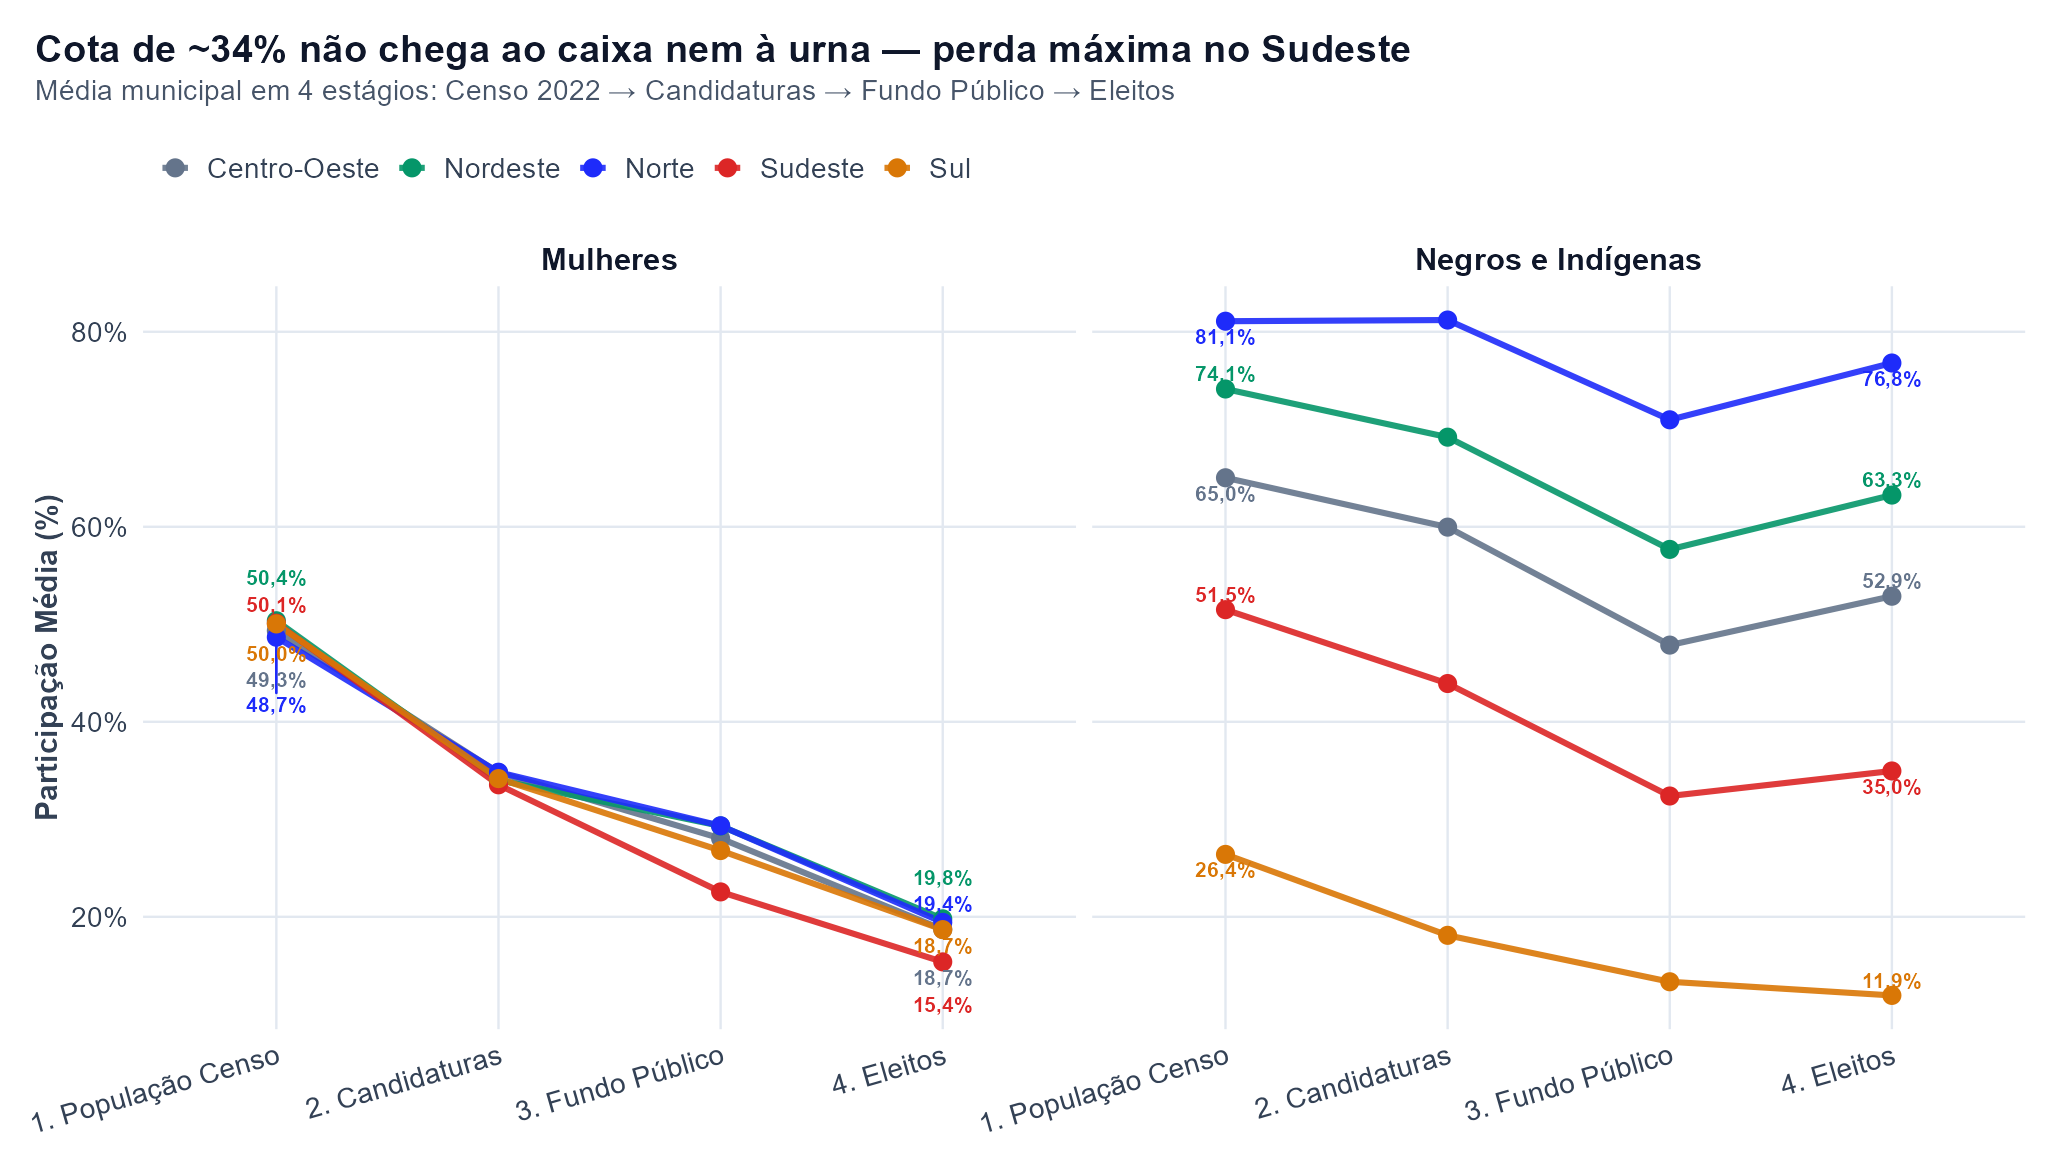 Cota de ~34% não chega ao caixa nem à urna — perda máxima no Sudeste
Média municipal em 4 estágios: Censo 2022 → Candidaturas → Fundo Público → Eleitos
Centro-Oeste Nordeste Norte Sudeste Sul
Mulheres
Negros e Indígenas
Participação Média (%)
80%
60%
40%
20%
50,4%
50,1%
50,0%
49,3%
48,7%
19,8%
19,4%
18,7%
18,7%
15,4%
81,1%
74,1%
65,0%
51,5%
26,4%
76,8%
63,3%
52,9%
35,0%
11,9%
1. População Censo
2. Candidaturas
3. Fundo Público
4. Eleitos
1. População Censo
2. Candidaturas
3. Fundo Público
4. Eleitos